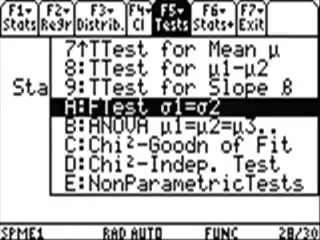 F1▾ F2▾ F3▾ F4▾ F5▾ F6▾ F7▾
Stats Re9r Distrib. CI Tests Stats+ Exit
7↑TTest for Mean μ
8:TTest for μ1-μ2
Sta
9:TTest for Slope β
A:FTest σ1=σ2
B:ANOVA μ1=μ2=μ3..
C:Chi²-Goodn of Fit
D:Chi²-Indep. Test
E:NonParametricTests
SPME1 RAD AUTO FUNC 28/30